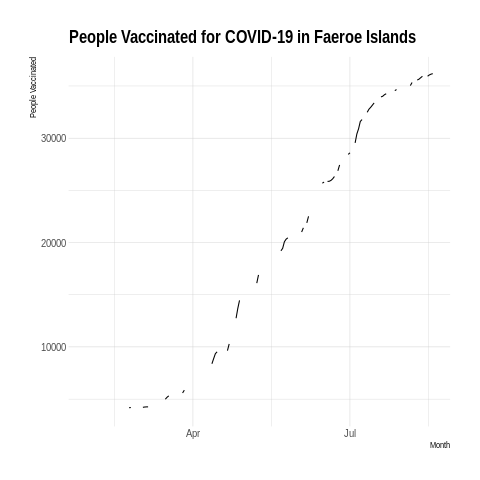 People Vaccinated for COVID-19 in Faeroe Islands
People Vaccinated
30000
20000
10000
Apr
Jul
Month